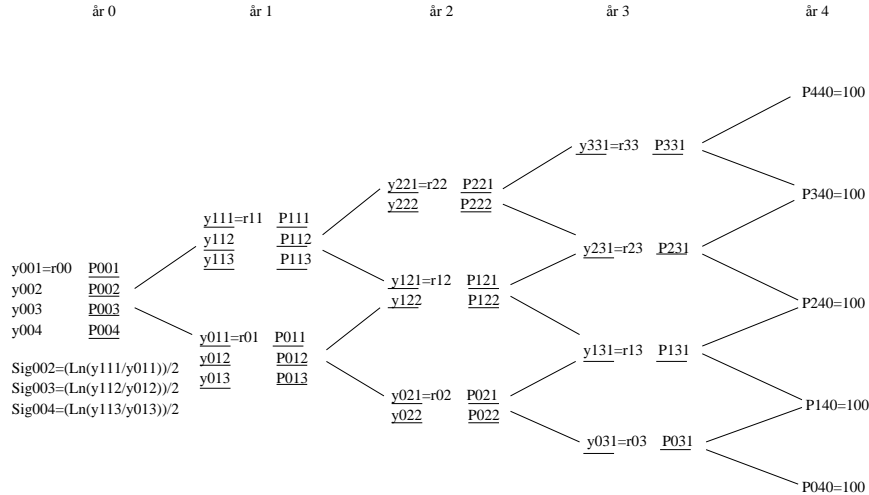 år 0 år 1 år 2 år 3 år 4
P440=100
y331=r33 P331
y221=r22 P221
y222 P222
P340=100
y111=r11 P111
y112 P112
y113 P113
y231=r23 P231
y001=r00 P001
y002 P002
y003 P003
y004 P004
y121=r12 P121
y122 P122
P240=100
y011=r01 P011
y012 P012
y013 P013
y131=r13 P131
Sig002=(Ln(y111/y011))/2
Sig003=(Ln(y112/y012))/2
Sig004=(Ln(y113/y013))/2
y021=r02 P021
y022 P022
P140=100
y031=r03 P031
P040=100